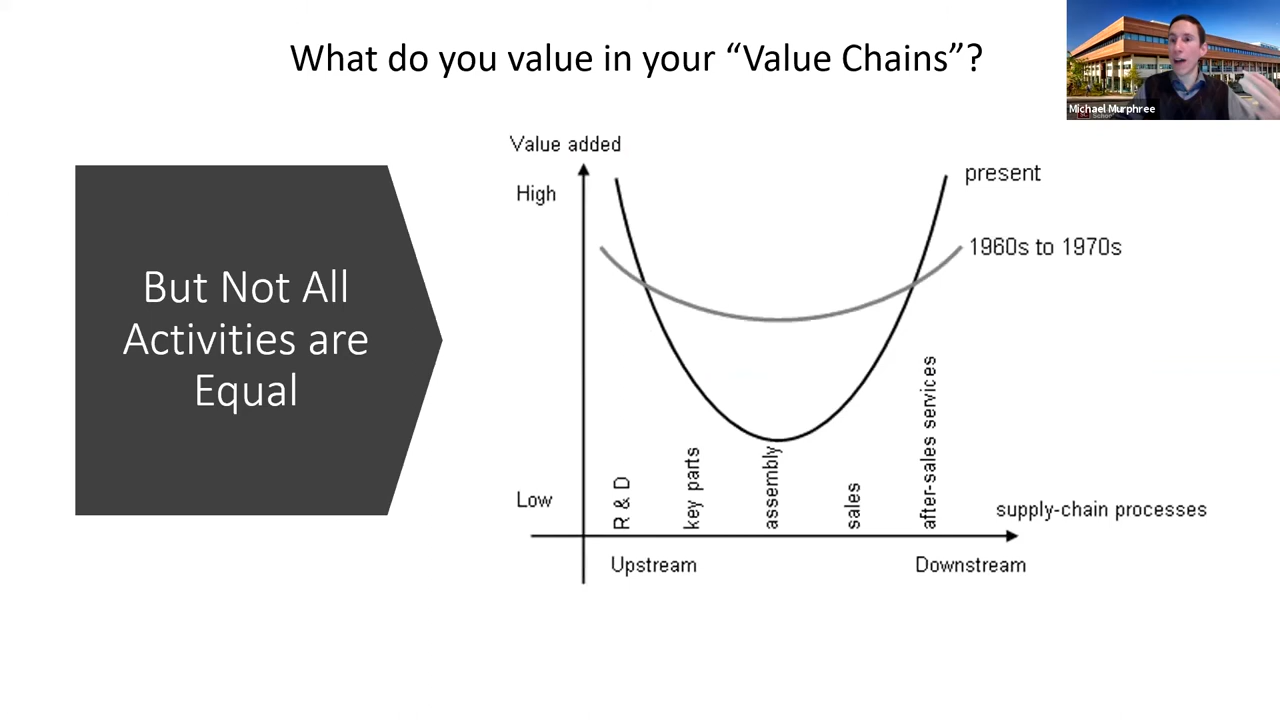 What do you value in your “Value Chains”?
Michael Murphree
But Not All
Activities are
Equal
Value added
High
Low
present
1960s to 1970s
R & D
key parts
assembly
sales
after-sales services
supply-chain processes
Upstream
Downstream